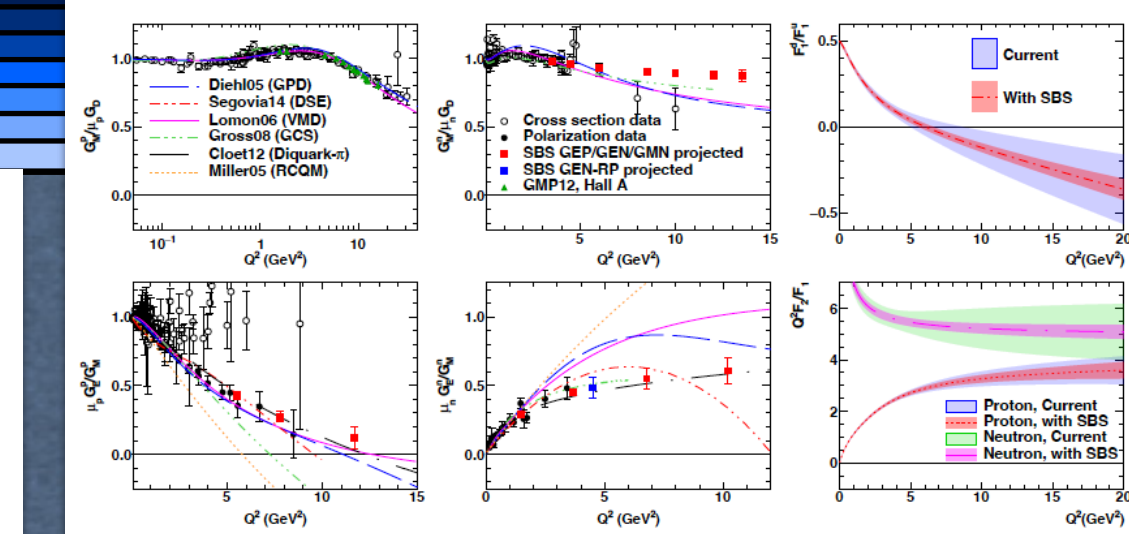 G_M^p/μ_pG_D
1.0
0.5
0.0
Diehl05 (GPD)
Segovia14 (DSE)
Lomon06 (VMD)
Gross08 (GCS)
Cloet12 (Diquark-π)
Miller05 (RCQM)
10⁻¹
1
10
Q² (GeV²)
G_M^n/μ_nG_D
1.0
0.5
0.0
Cross section data
Polarization data
SBS GEP/GEN/GMN projected
SBS GEN-RP projected
GMP12, Hall A
5
10
15
Q² (GeV²)
F_1^d/F_1^u
0.5
0.0
−0.5
Current
With SBS
0
5
10
15
20
Q²(GeV²)
μ_p G_E^p/G_M^p
1.0
0.5
0.0
5
10
15
Q² (GeV²)
μ_n G_E^n/G_M^n
1.0
0.5
0.0
0
5
10
Q² (GeV²)
Q²F_2/F_1
6
4
2
0
Proton, Current
Proton, with SBS
Neutron, Current
Neutron, with SBS
0
5
10
15
20
Q²(GeV²)